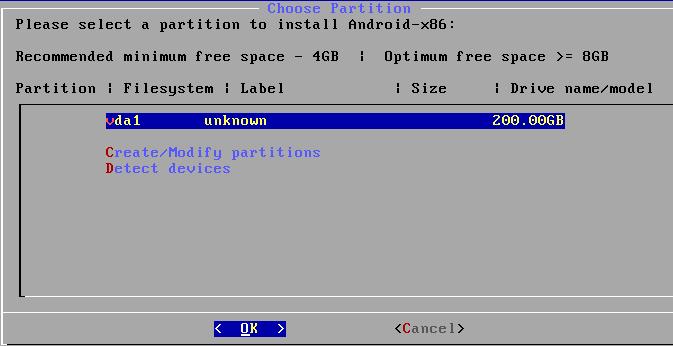 Choose Partition
Please select a partition to install Android-x86:
Recommended minimum free space - 4GB ¦ Optimum free space >= 8GB
Partition ¦ Filesystem ¦ Label ¦ Size ¦ Drive name/model
vda1 unknown 200.00GB
Create/Modify partitions
Detect devices
< OK > <Cancel>